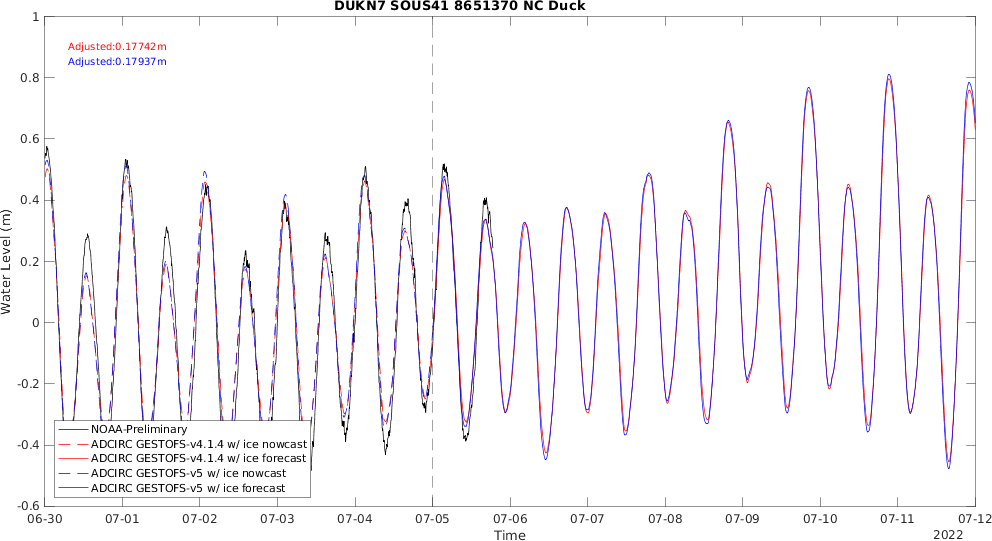 DUKN7 SOUS41 8651370 NC Duck
Adjusted:0.17742m
Adjusted:0.17937m
1
0.8
0.6
0.4
0.2
0
-0.2
-0.4
-0.6
Water Level (m)
NOAA-Preliminary
ADCIRC GESTOFS-v4.1.4 w/ ice nowcast
ADCIRC GESTOFS-v4.1.4 w/ ice forecast
ADCIRC GESTOFS-v5 w/ ice nowcast
ADCIRC GESTOFS-v5 w/ ice forecast
06-30 07-01 07-02 07-03 07-04 07-05 07-06 07-07 07-08 07-09 07-10 07-11 07-12
Time
2022